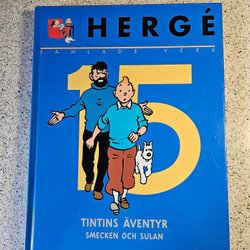 HERGÉ
SAMLADE VERK
15
TINTINS ÄVENTYR
SMECKEN OCH SULAN